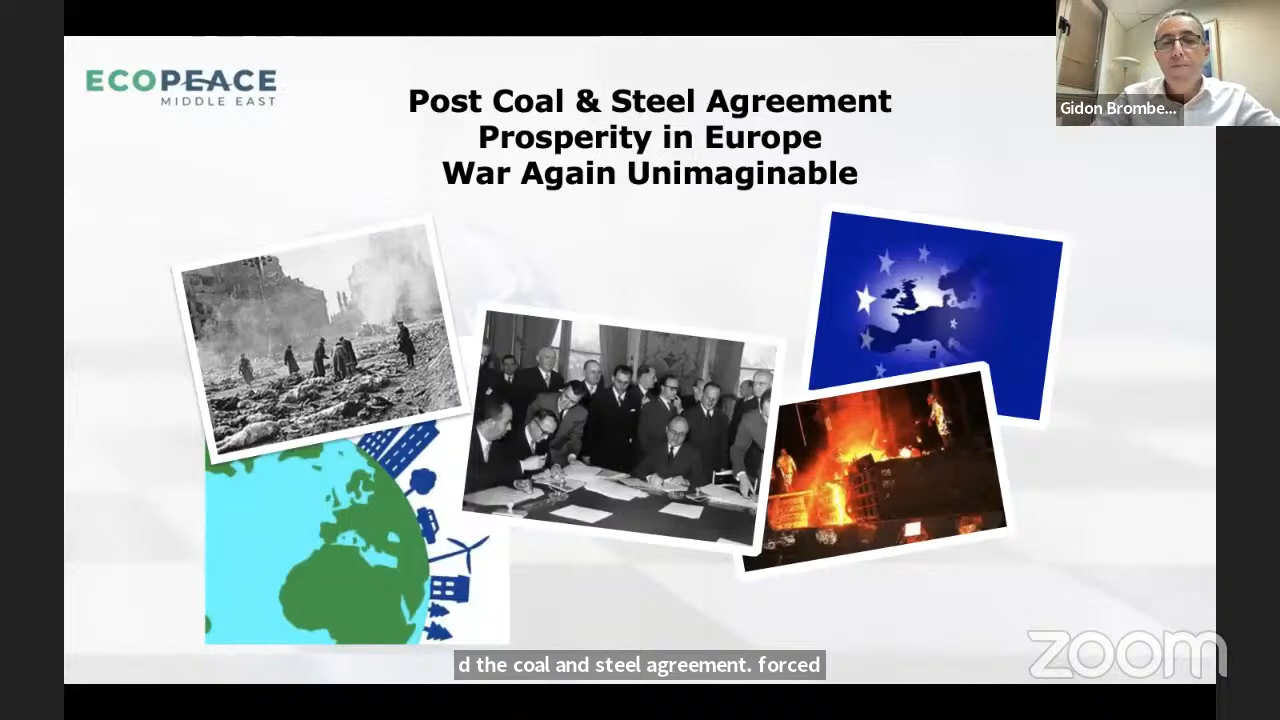 ECOPEACE
MIDDLE EAST
Post Coal & Steel Agreement
Prosperity in Europe
War Again Unimaginable
Gidon Brombe...
d the coal and steel agreement. forced
zoom